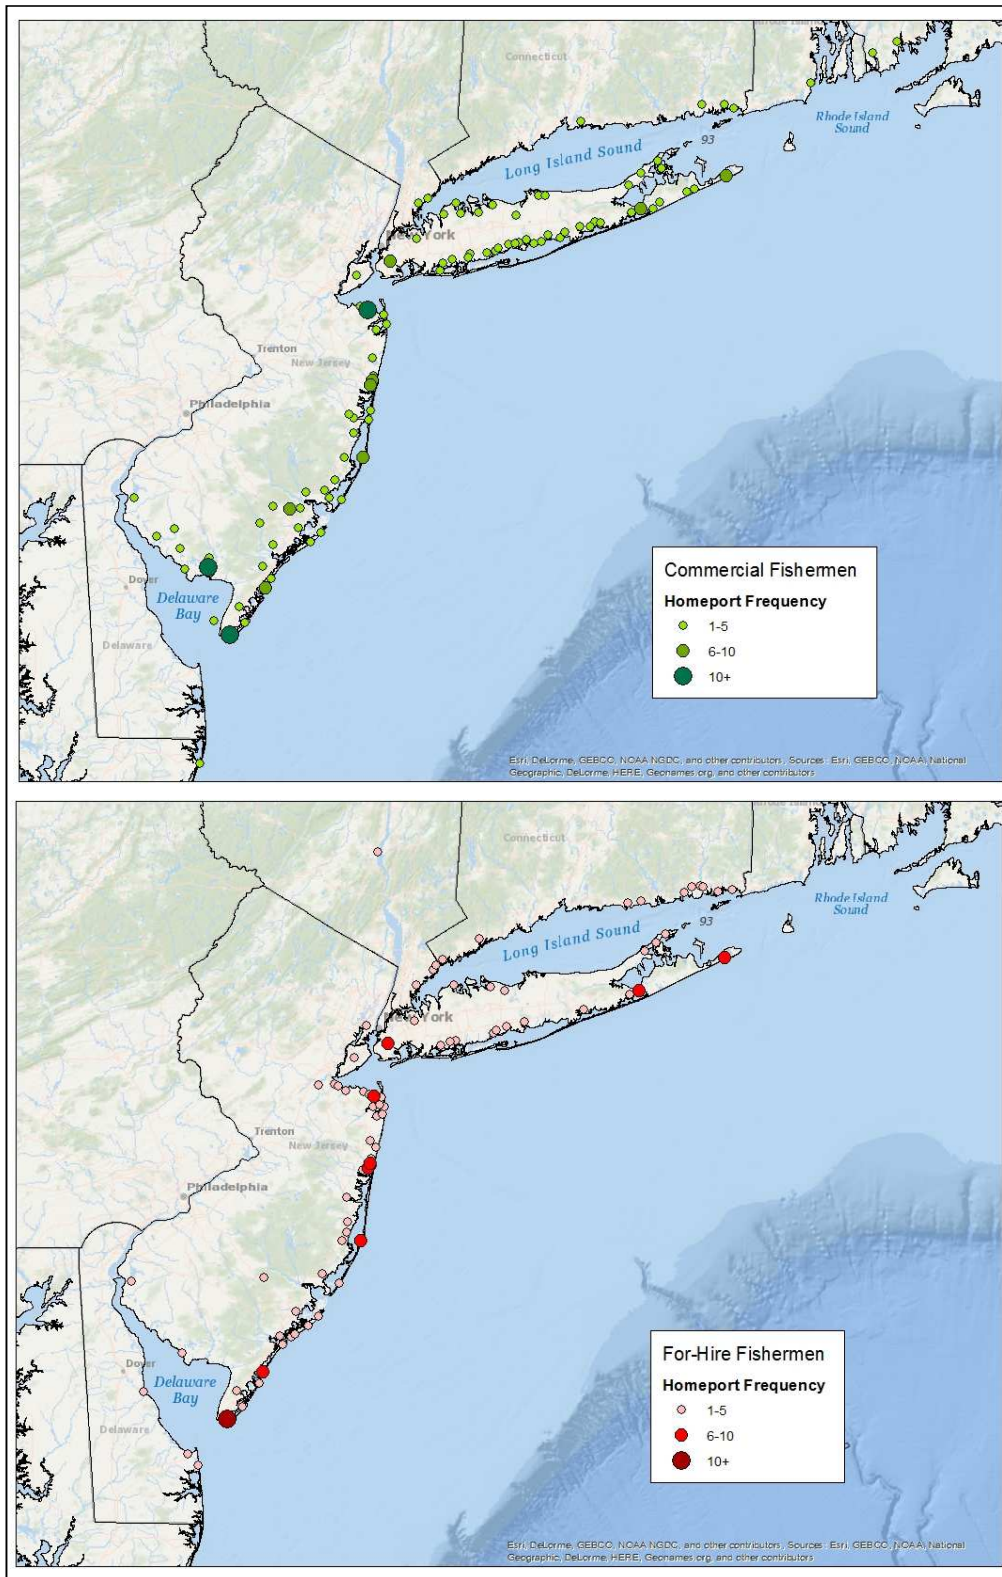 Rhode Island
Connecticut
Rhode Island
Sound
93
Long Island Sound
New York
Trenton
New Jersey
Philadelphia
Dover
Delaware
Bay
Delaware
Commercial Fishermen
Homeport Frequency
1-5
6-10
10+
Esri, DeLorme, GEBCO, NOAA NGDC, and other contributors, Sources: Esri, GEBCO, NOAA, National
Geographic, DeLorme, HERE, Geonames.org, and other contributors
Rhode Island
Connecticut
Rhode Island
Sound
93
Long Island Sound
New York
Trenton
New Jersey
Philadelphia
Dover
Delaware
Bay
Delaware
For-Hire Fishermen
Homeport Frequency
1-5
6-10
10+
Esri, DeLorme, GEBCO, NOAA NGDC, and other contributors, Sources: Esri, GEBCO, NOAA, National
Geographic, DeLorme, HERE, Geonames.org, and other contributors